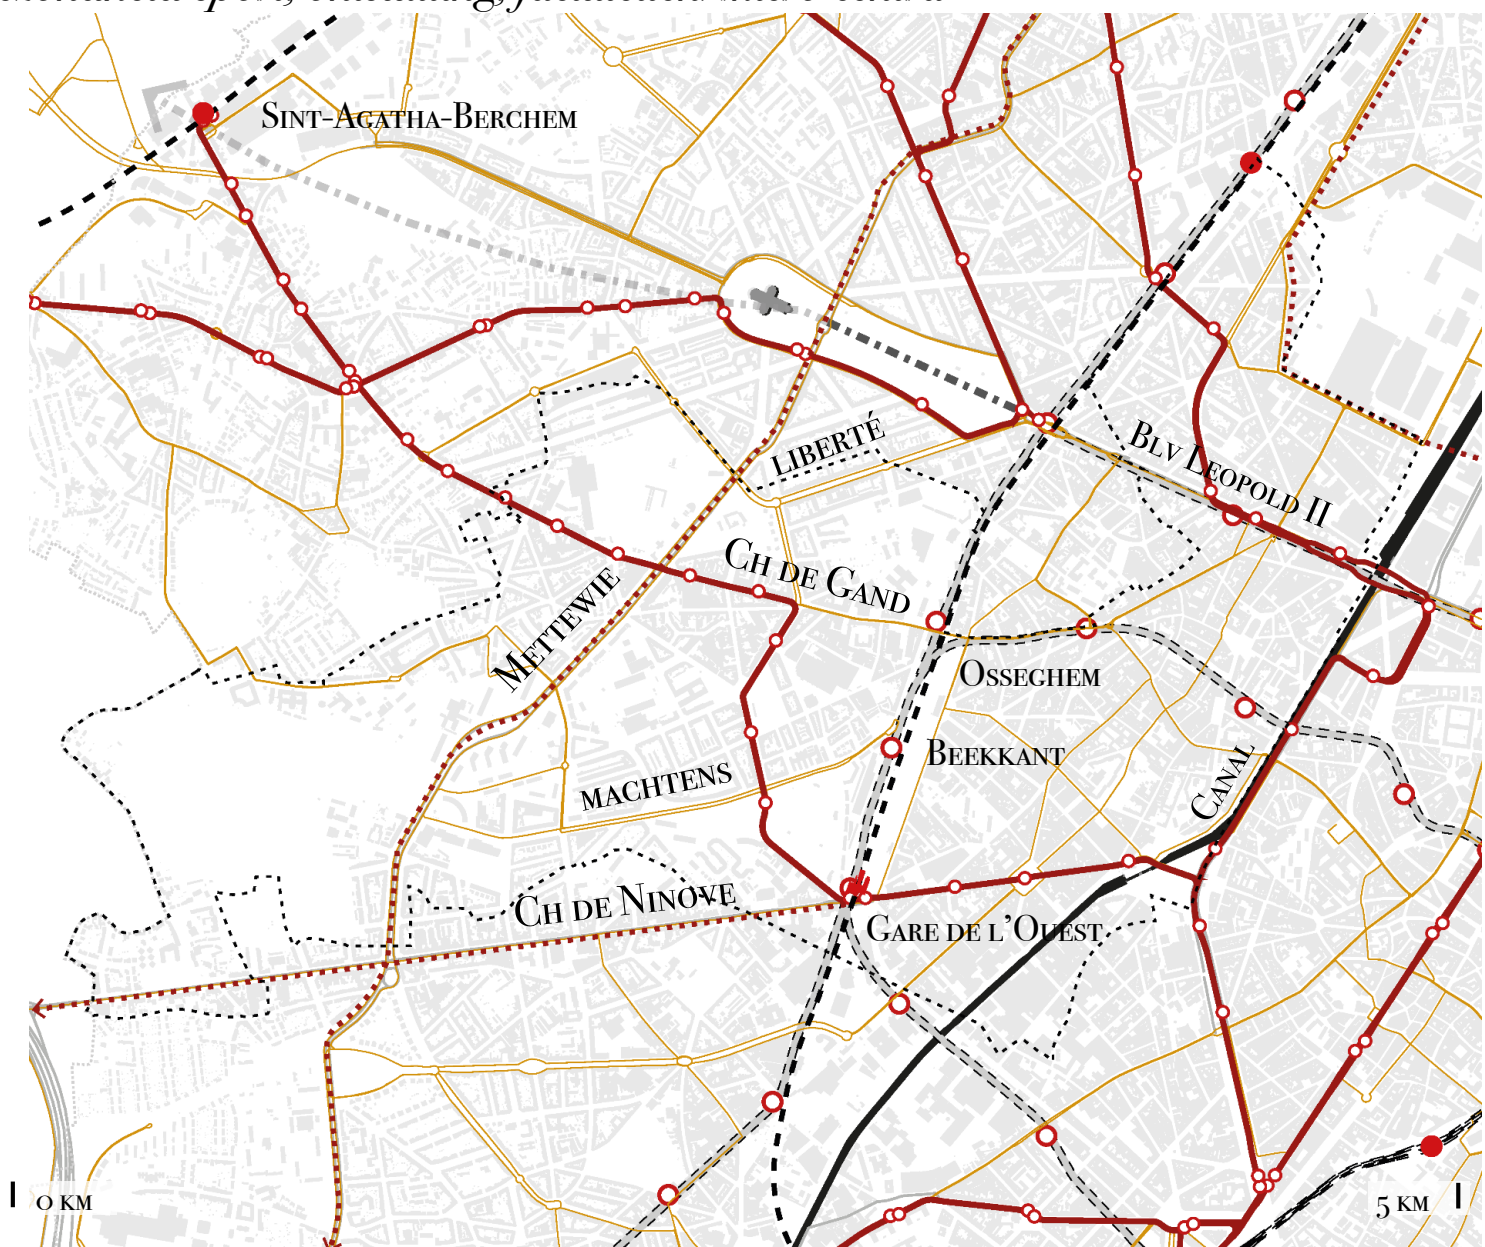 SINT-AGATHA-BERCHEM
LIBERTÉ
BLV LEOPOLD II
CH DE GAND
METTEWIE
OSSEGHEM
BEEKKANT
MACHTENS
CANAL
CH DE NINOVE
GARE DE L'OUEST
0 KM
5 KM